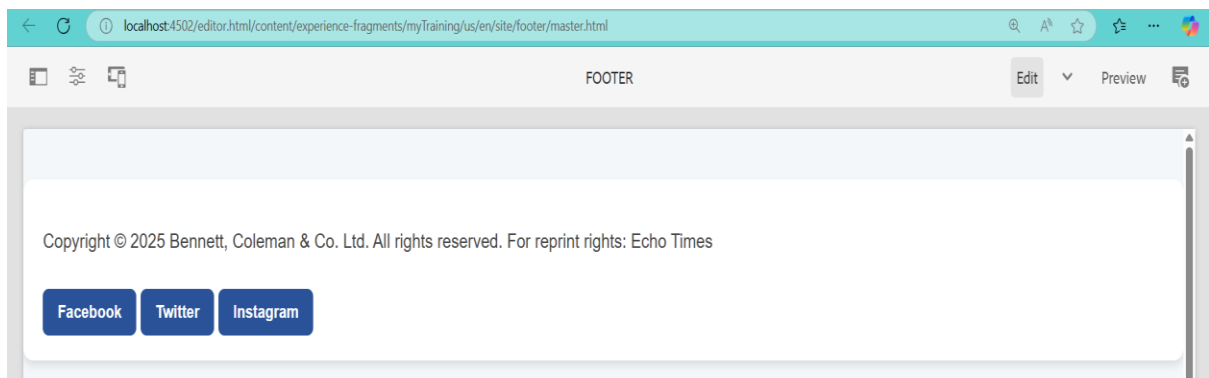 localhost:4502/editor.html/content/experience-fragments/myTraining/us/en/site/footer/master.html
FOOTER
Edit
Preview
Copyright © 2025 Bennett, Coleman & Co. Ltd. All rights reserved. For reprint rights: Echo Times
Facebook Twitter Instagram